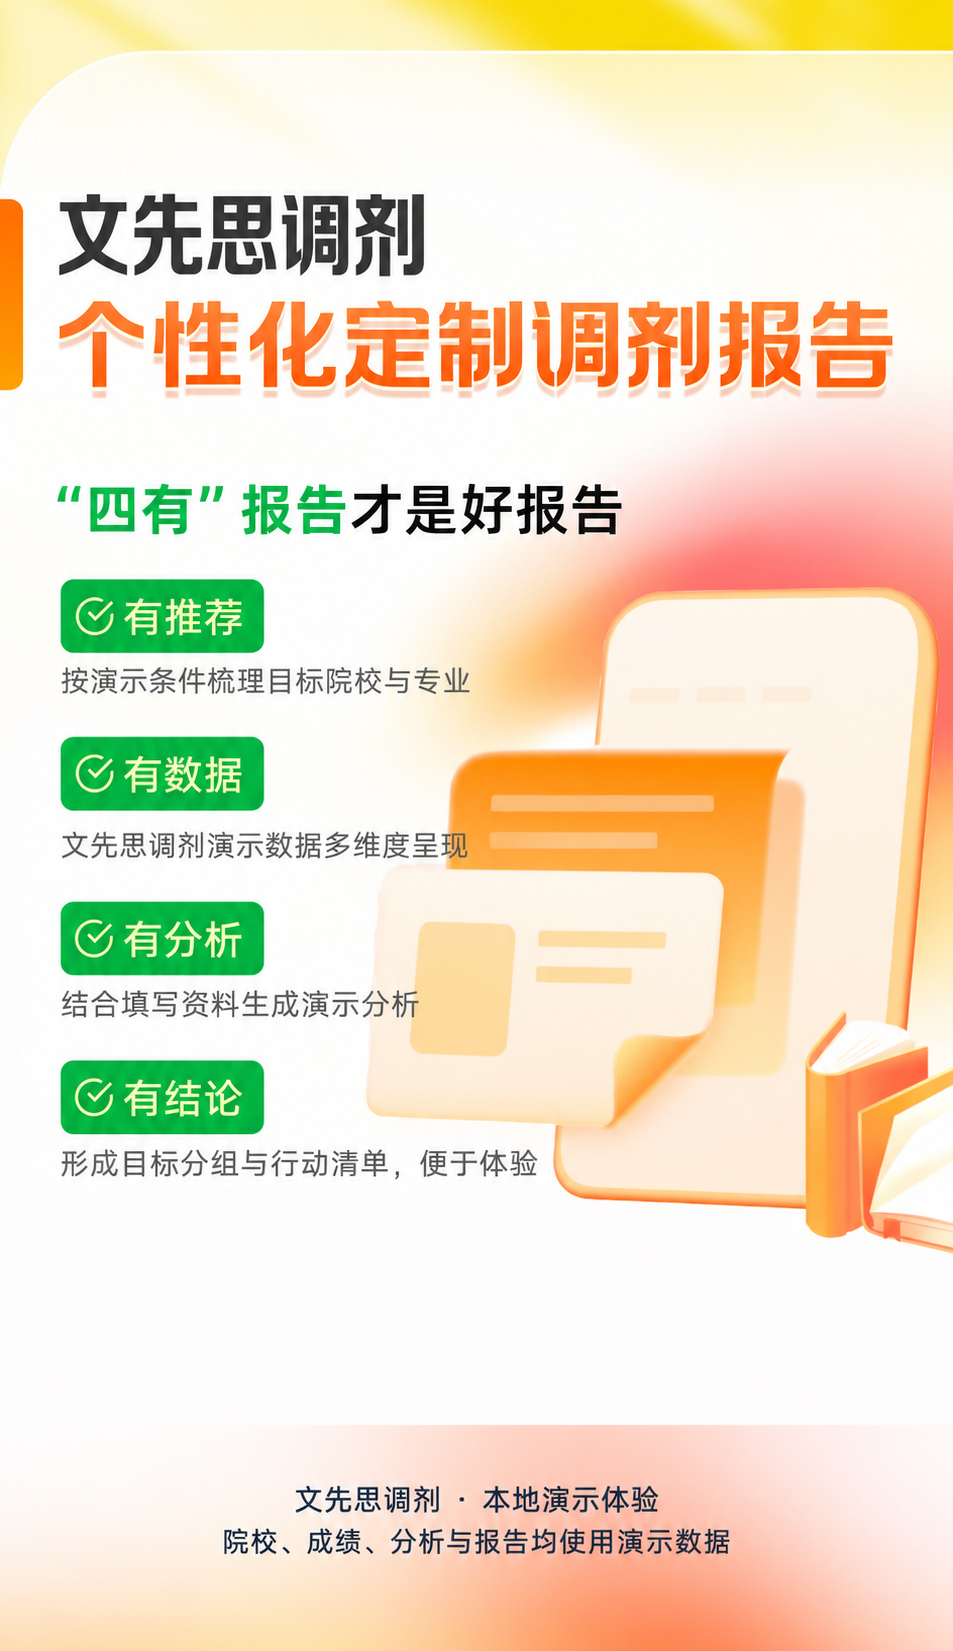 文先思调剂
个性化定制调剂报告
“四有”报告才是好报告
有推荐
按演示条件梳理目标院校与专业
有数据
文先思调剂演示数据多维度呈现
有分析
结合填写资料生成演示分析
有结论
形成目标分组与行动清单，便于体验
文先思调剂 · 本地演示体验
院校、成绩、分析与报告均使用演示数据